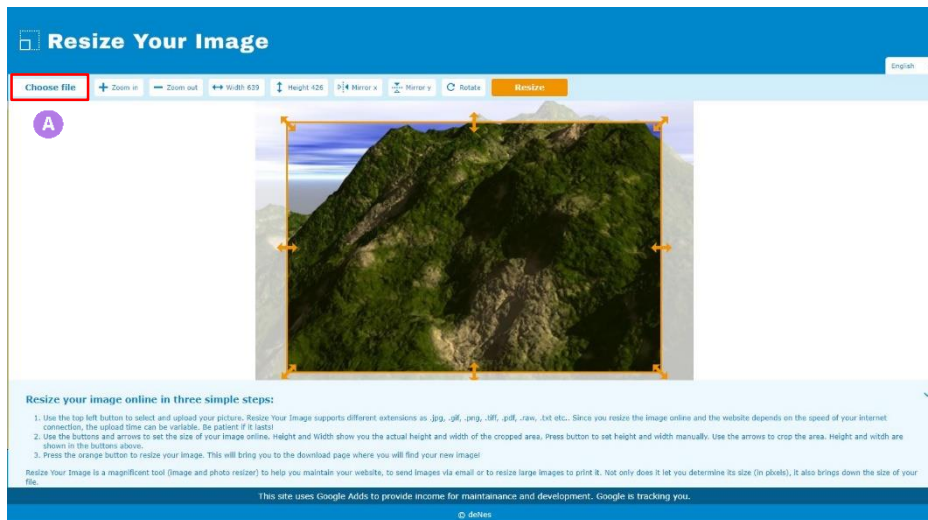 Resize Your Image
English
Choose file Zoom in Zoom out Width 639 Height 426 Mirror x Mirror y Rotate Resize
A
Resize your image online in three simple steps:
1. Use the top left button to select and upload your picture. Resize Your Image supports different extensions as .jpg, .gif, .png, .tiff, .pdf, .raw, .txt etc.. Since you resize the image online and the website depends on the speed of your internet
connection, the upload time can be variable. Be patient if it lasts!
2. Use the buttons and arrows to set the size of your image online. Height and Width show you the actual height and width of the cropped area. Press button to set height and width manually. Use the arrows to crop the area. Height and witdh are
shown in the buttons above.
3. Press the orange button to resize your image. This will bring you to the download page where you will find your new image!
Resize Your Image is a magnificent tool (image and photo resizer) to help you maintain your website, to send images via email or to resize large images to print it. Not only does it let you determine its size (in pixels), it also brings down the size of your
file.
This site uses Google Adds to provide income for maintainance and development. Google is tracking you.
© deNes